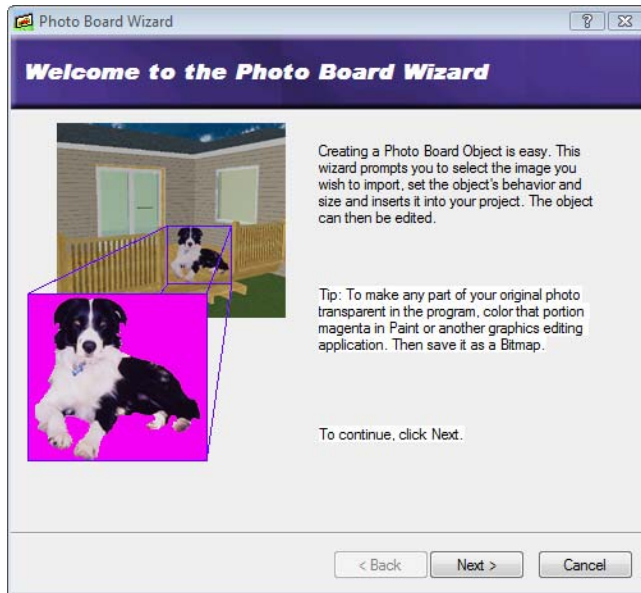 Photo Board Wizard
Welcome to the Photo Board Wizard
Creating a Photo Board Object is easy. This
wizard prompts you to select the image you
wish to import, set the object's behavior and
size and inserts it into your project. The object
can then be edited.
Tip: To make any part of your original photo
transparent in the program, color that portion
magenta in Paint or another graphics editing
application. Then save it as a Bitmap.
To continue, click Next.
< Back
Next >
Cancel